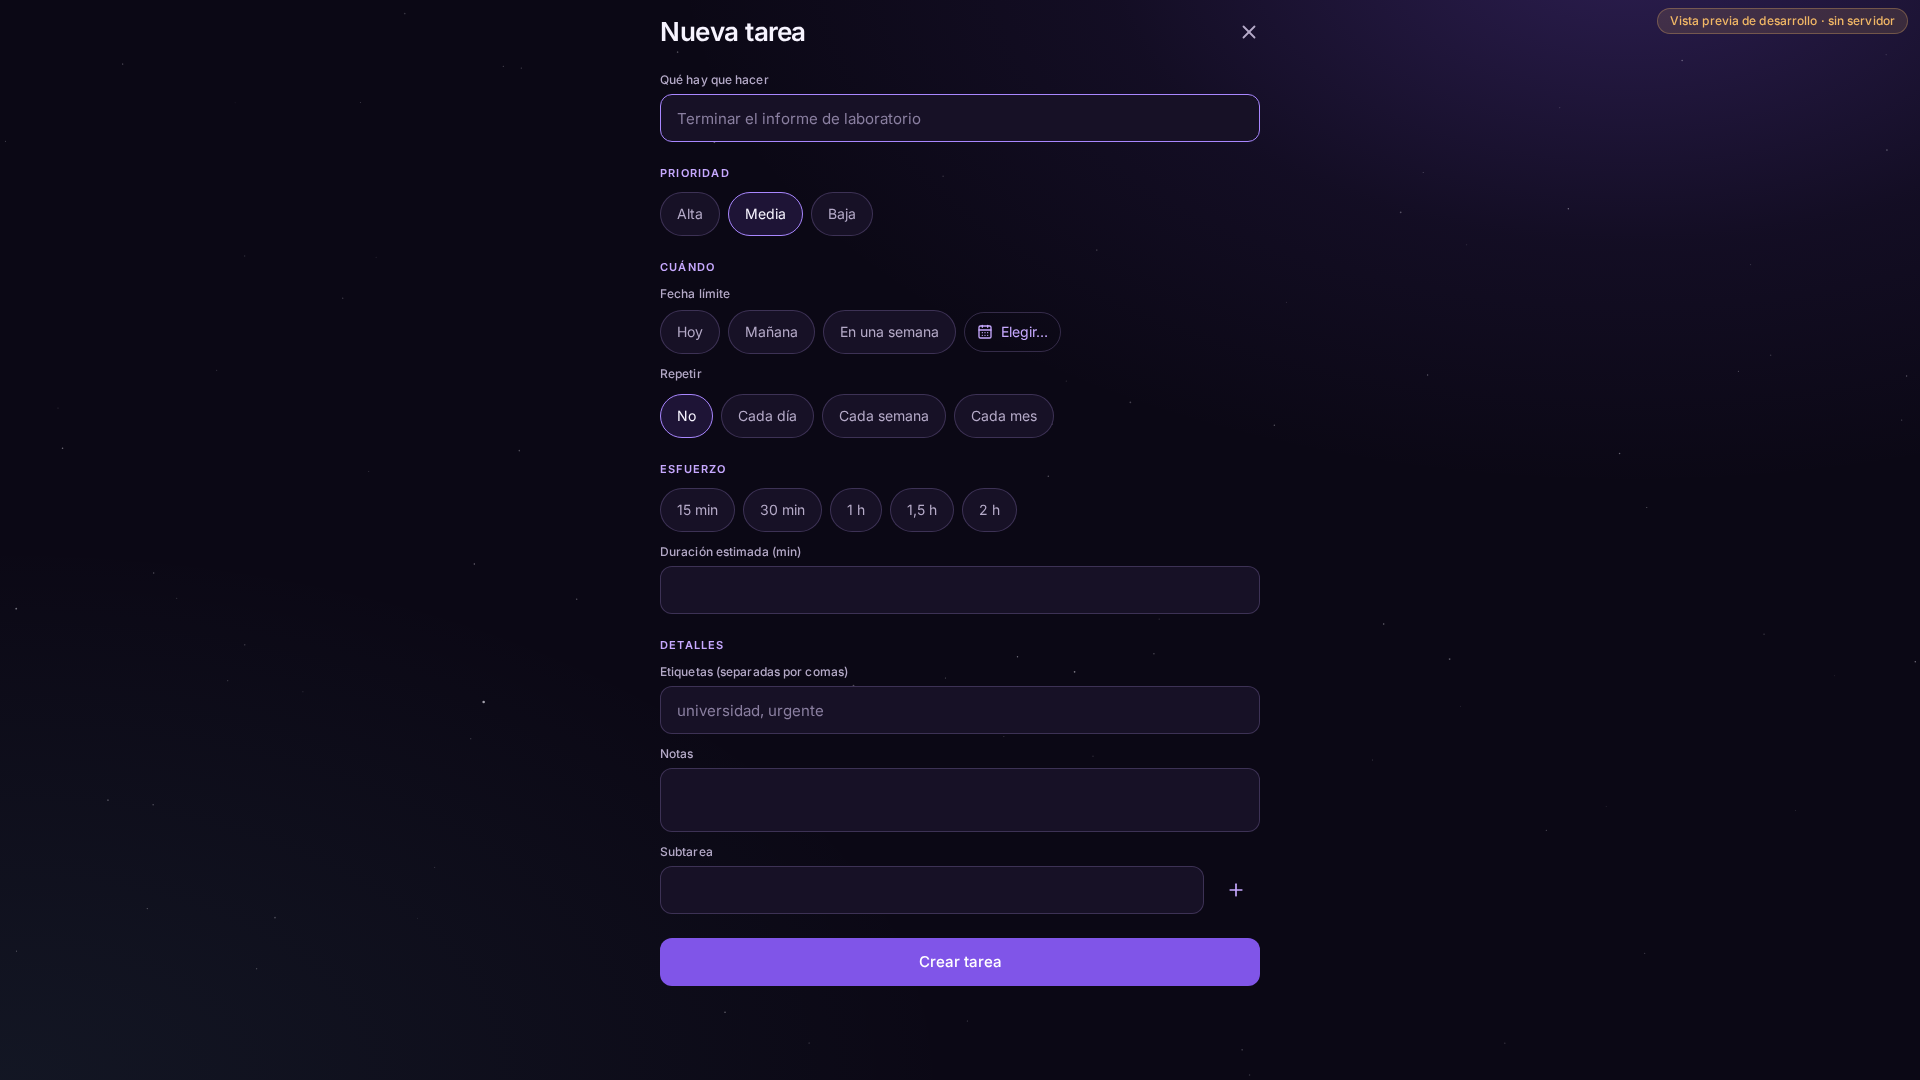 Nueva tarea
Vista previa de desarrollo · sin servidor
Qué hay que hacer
Terminar el informe de laboratorio
PRIORIDAD
Alta Media Baja
CUÁNDO
Fecha límite
Hoy Mañana En una semana Elegir...
Repetir
No Cada día Cada semana Cada mes
ESFUERZO
15 min 30 min 1 h 1,5 h 2 h
Duración estimada (min)
DETALLES
Etiquetas (separadas por comas)
universidad, urgente
Notas
Subtarea
Crear tarea